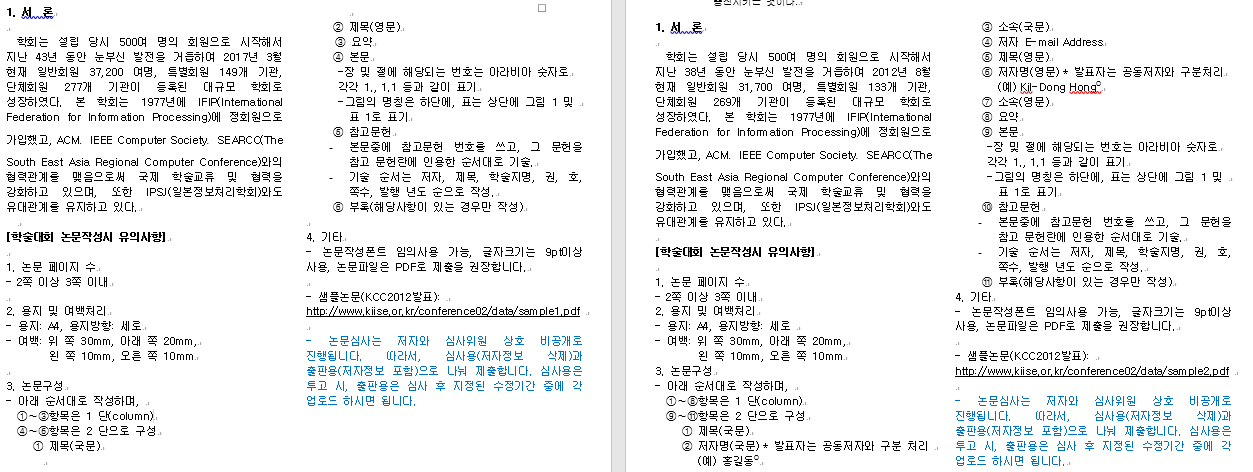 1. 서 론
학회는 설립 당시 500여 명의 회원으로 시작해서
지난 43년 동안 눈부신 발전을 거듭하여 2017년 3월
현재 일반회원 37,200 여명, 특별회원 149개 기관,
단체회원 277개 기관이 등록된 대규모 학회로
성장하였다. 본 학회는 1977년에 IFIP(International
Federation for Information Processing)에 정회원으로
가입했고, ACM. IEEE Computer Society. SEARCC(The
South East Asia Regional Computer Conference)와의
협력관계를 맺음으로써 국제 학술교류 및 협력을
강화하고 있으며, 또한 IPSJ(일본정보처리학회)와도
유대관계를 유지하고 있다.
[학술대회 논문작성시 유의사항]
1. 논문 페이지 수
- 2쪽 이상 3쪽 이내
2. 용지 및 여백처리
- 용지: A4, 용지방향: 세로
- 여백: 위 쪽 30mm, 아래 쪽 20mm,
왼 쪽 10mm, 오른 쪽 10mm
3. 논문구성
- 아래 순서대로 작성하며,
①~③항목은 1 단(column)
④~⑥항목은 2 단으로 구성
① 제목(국문)
② 제목(영문)
③ 요약
④ 본문
-장 및 절에 해당되는 번호는 아라비아 숫자로
각각 1., 1.1 등과 같이 표기
-그림의 명칭은 하단에, 표는 상단에 그림 1 및
표 1로 표기
⑤ 참고문헌
- 본문중에 참고문헌 번호를 쓰고, 그 문헌을
참고 문헌란에 인용한 순서대로 기술.
- 기술 순서는 저자, 제목, 학술지명, 권, 호,
쪽수, 발행 년도 순으로 작성.
⑥ 부록(해당사항이 있는 경우만 작성)
4. 기타
- 논문작성폰트 임의사용 가능, 글자크기는 9pt이상
사용, 논문파일은 PDF로 제출을 권장합니다.
- 샘플논문(KCC2012발표):
http://www.kiise.or.kr/conference02/data/sample1.pdf
- 논문심사는 저자와 심사위원 상호 비공개로
진행됩니다. 따라서, 심사용(저자정보 삭제)과
출판용(저자정보 포함)으로 나눠 제출합니다. 심사용은
투고 시, 출판용은 심사 후 지정된 수정기간 중에 각
업로드 하시면 됩니다.
1. 서 론
학회는 설립 당시 500여 명의 회원으로 시작해서
지난 38년 동안 눈부신 발전을 거듭하여 2012년 8월
현재 일반회원 31,700 여명, 특별회원 133개 기관,
단체회원 269개 기관이 등록된 대규모 학회로
성장하였다. 본 학회는 1977년에 IFIP(International
Federation for Information Processing)에 정회원으로
가입했고, ACM. IEEE Computer Society. SEARCC(The
South East Asia Regional Computer Conference)와의
협력관계를 맺음으로써 국제 학술교류 및 협력을
강화하고 있으며, 또한 IPSJ(일본정보처리학회)와도
유대관계를 유지하고 있다.
[학술대회 논문작성시 유의사항]
1. 논문 페이지 수
- 2쪽 이상 3쪽 이내
2. 용지 및 여백처리
- 용지: A4, 용지방향: 세로
- 여백: 위 쪽 30mm, 아래 쪽 20mm,
왼 쪽 10mm, 오른 쪽 10mm
3. 논문구성
- 아래 순서대로 작성하며,
①~⑧항목은 1 단(column)
⑨~⑪항목은 2 단으로 구성
① 제목(국문)
② 저자명(국문)* 발표자는 공동저자와 구분 처리
(예) 홍길동O
③ 소속(국문)
④ 저자 E-mail Address
⑤ 제목(영문)
⑥ 저자명(영문)* 발표자는 공동저자와 구분처리
(예) Kil-Dong HongO
⑦ 소속(영문)
⑧ 요약
⑨ 본문
-장 및 절에 해당되는 번호는 아라비아 숫자로
각각 1., 1.1 등과 같이 표기
-그림의 명칭은 하단에, 표는 상단에 그림 1 및
표 1로 표기
⑩ 참고문헌
- 본문중에 참고문헌 번호를 쓰고, 그 문헌을
참고 문헌란에 인용한 순서대로 기술.
- 기술 순서는 저자, 제목, 학술지명, 권, 호,
쪽수, 발행 년도 순으로 작성.
⑪ 부록(해당사항이 있는 경우만 작성)
4. 기타
- 논문작성폰트 임의사용 가능, 글자크기는 9pt이상
사용, 논문파일은 PDF로 제출을 권장합니다.
- 샘플논문(KCC2012발표):
http://www.kiise.or.kr/conference02/data/sample2.pdf
- 논문심사는 저자와 심사위원 상호 비공개로
진행됩니다. 따라서, 심사용(저자정보 삭제)과
출판용(저자정보 포함)으로 나눠 제출합니다. 심사용은
투고 시, 출판용은 심사 후 지정된 수정기간 중에 각
업로드 하시면 됩니다.